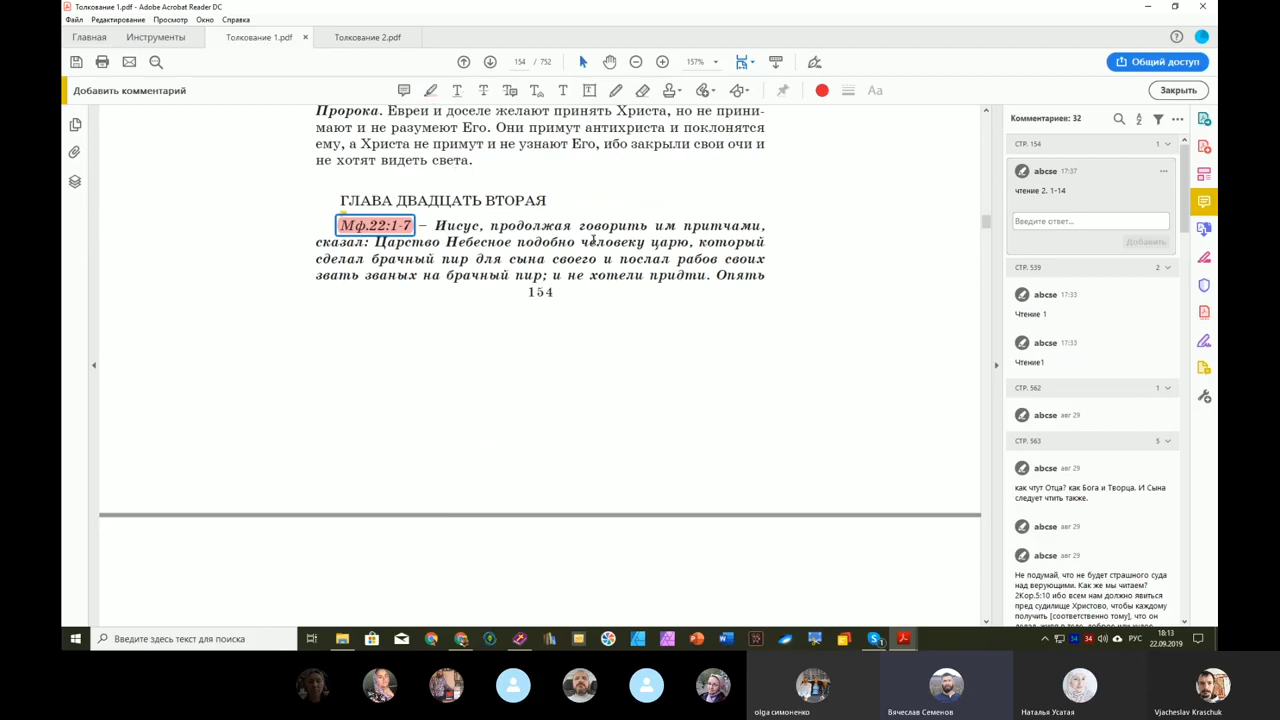 Толкование 1.pdf - Adobe Acrobat Reader DC
Файл Редактирование Просмотр Окно Справка
Главная Инструменты Толкование 1.pdf × Толкование 2.pdf
154 / 752 157% Общий доступ
Добавить комментарий Aa Закрыть
Пророка. Евреи и доселе желают принять Христа, но не прини-
мают и не разумеют Его. Они примут антихриста и поклонятся
ему, а Христа не примут и не узнают Его, ибо закрыли свои очи и
не хотят видеть света.
ГЛАВА ДВАДЦАТЬ ВТОРАЯ
Мф.22:1-7 – Иисус, продолжая говорить им притчами,
сказал: Царство Небесное подобно человеку царю, который
сделал брачный пир для сына своего и послал рабов своих
звать званых на брачный пир; и не хотели придти. Опять
154
Комментариев: 32
СТР. 154 1
abcse 17:37
чтение 2. 1-14
Введите ответ...
Добавить
СТР. 539 2
abcse 17:33
Чтение 1
abcse 17:33
Чтение1
СТР. 562 1
abcse авг 29
СТР. 563 5
abcse авг 29
как чтут Отца? как Бога и Творца. И Сына
следует чтить также.
abcse авг 29
abcse авг 29
Не подумай, что не будет страшного суда
над верующими. Как же мы читаем?
2Кор.5:10 ибо всем нам должно явиться
пред судилище Христово, чтобы каждому
получить [соответственно тому], что он
Введите здесь текст для поиска
34 34 РУС
18:13
22.09.2019
olga симоненко Вячеслав Семенов Наталья Усатая Vjacheslav Kraschuk